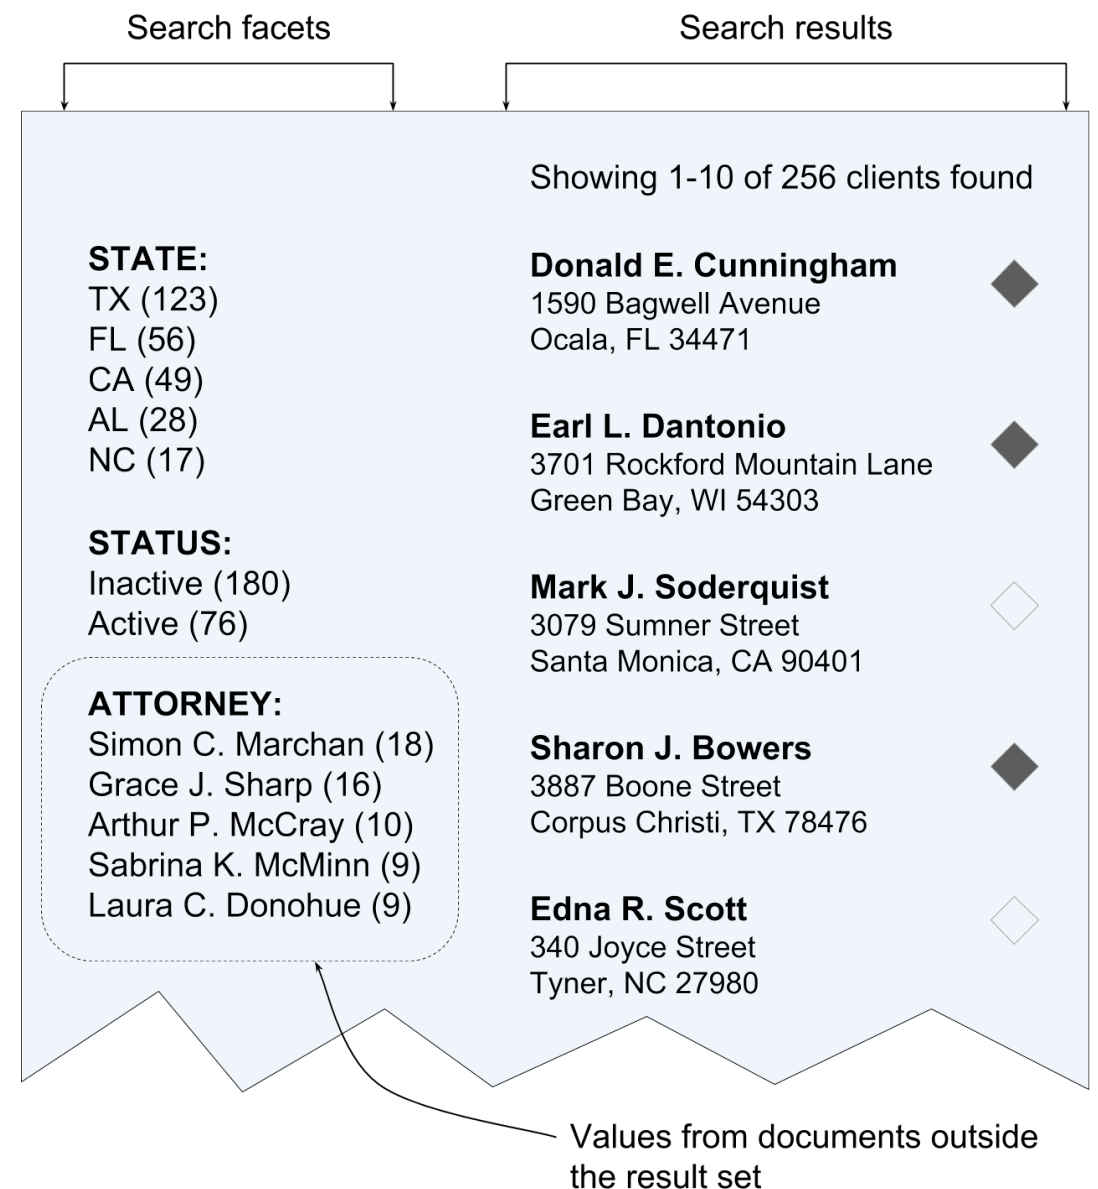 Search facets
Search results
Showing 1-10 of 256 clients found
STATE:
TX (123)
FL (56)
CA (49)
AL (28)
NC (17)
STATUS:
Inactive (180)
Active (76)
ATTORNEY:
Simon C. Marchan (18)
Grace J. Sharp (16)
Arthur P. McCray (10)
Sabrina K. McMinn (9)
Laura C. Donohue (9)
Donald E. Cunningham
1590 Bagwell Avenue
Ocala, FL 34471
Earl L. Dantonio
3701 Rockford Mountain Lane
Green Bay, WI 54303
Mark J. Soderquist
3079 Sumner Street
Santa Monica, CA 90401
Sharon J. Bowers
3887 Boone Street
Corpus Christi, TX 78476
Edna R. Scott
340 Joyce Street
Tyner, NC 27980
Values from documents outside
the result set